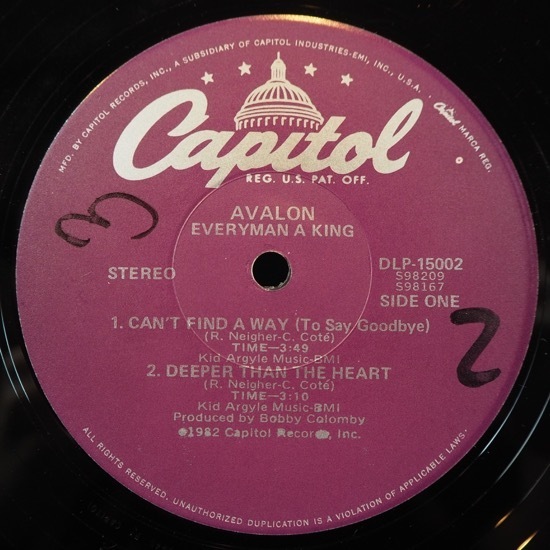 MFD. BY CAPITOL RECORDS, INC., A SUBSIDIARY OF CAPITOL INDUSTRIES-EMI, INC., U.S.A.
Capitol MARCA REG.
Capitol
REG. U.S. PAT. OFF.
AVALON
EVERYMAN A KING
3
STEREO
DLP-15002
S98209
S98167
SIDE ONE
2
1. CAN'T FIND A WAY (To Say Goodbye)
(R. Neigher-C. Coté)
TIME—3:49
Kid Argyle Music-BMI
2. DEEPER THAN THE HEART
(R. Neigher-C. Coté)
TIME—3:10
Kid Argyle Music-BMI
Produced by Bobby Colomby
℗1982 Capitol Records, Inc.
ALL RIGHTS RESERVED. UNAUTHORIZED DUPLICATION IS A VIOLATION OF APPLICABLE LAWS.